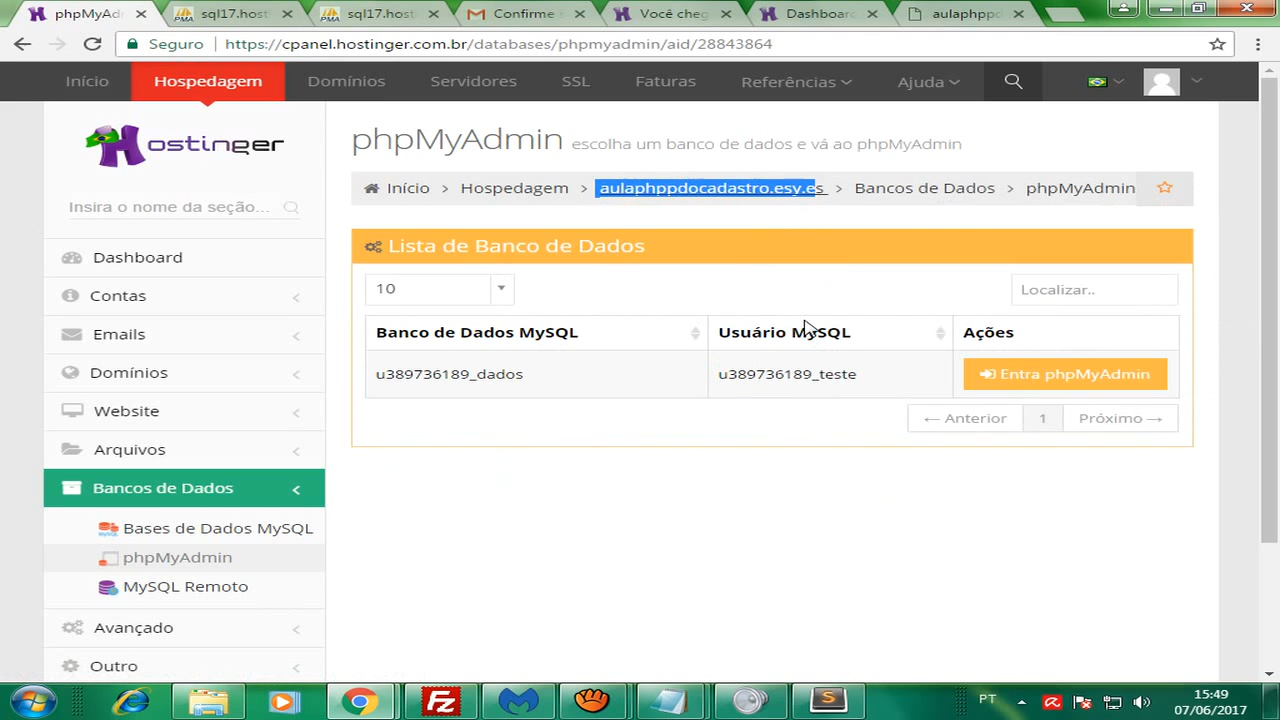 phpMyAd
sql17.hosti
sql17.hosti
Confirme
Você cheg
Dashboard
aulaphppdo
Seguro
https://cpanel.hostinger.com.br/databases/phpmyadmin/aid/28843864
Início
Hospedagem
Domínios
Servidores
SSL
Faturas
Referências
Ajuda
Hostinger
phpMyAdmin escolha um banco de dados e vá ao phpMyAdmin
Início > Hospedagem > aulaphppdocadastro.esy.es > Bancos de Dados > phpMyAdmin
Insira o nome da seção...
Dashboard
Contas
Emails
Domínios
Website
Arquivos
Bancos de Dados
Bases de Dados MySQL
phpMyAdmin
MySQL Remoto
Avançado
Outro
Lista de Banco de Dados
10
Localizar..
Banco de Dados MySQL Usuário MySQL Ações
u389736189_dados u389736189_teste Entra phpMyAdmin
← Anterior 1 Próximo →
PT
15:49
07/06/2017